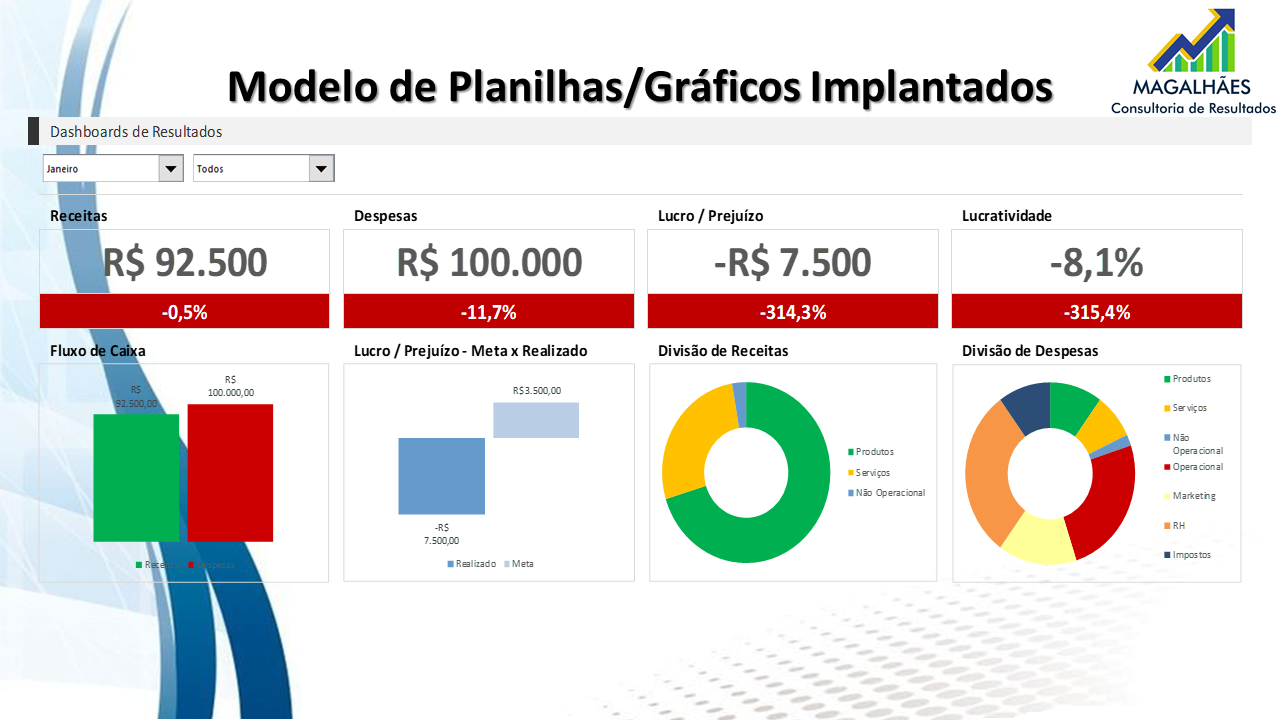 MAGALHÃES
Consultoria de Resultados
Modelo de Planilhas/Gráficos Implantados
Dashboards de Resultados
Janeiro
Todos
Receitas
R$ 92.500
-0,5%
Despesas
R$ 100.000
-11,7%
Lucro / Prejuízo
-R$ 7.500
-314,3%
Lucratividade
-8,1%
-315,4%
Fluxo de Caixa
R$
92.500,00
R$
100.000,00
Receitas
Despesas
Lucro / Prejuízo - Meta x Realizado
R$3.500,00
-R$
7.500,00
Realizado
Meta
Divisão de Receitas
Produtos
Serviços
Não Operacional
Divisão de Despesas
Produtos
Serviços
Não
Operacional
Operacional
Marketing
RH
Impostos